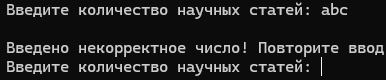 Введите количество научных статей: abc
Введено некорректное число! Повторите ввод
Введите количество научных статей: